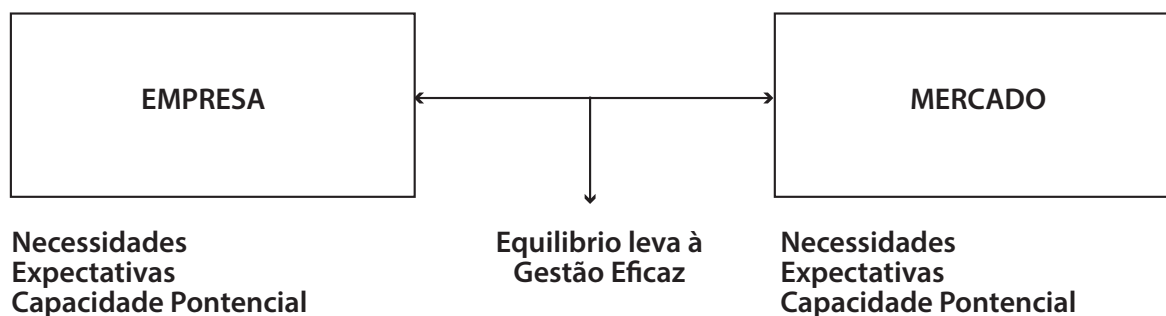 EMPRESA
MERCADO
Necessidades
Expectativas
Capacidade Pontencial
Equilibrio leva à
Gestão Eficaz
Necessidades
Expectativas
Capacidade Pontencial